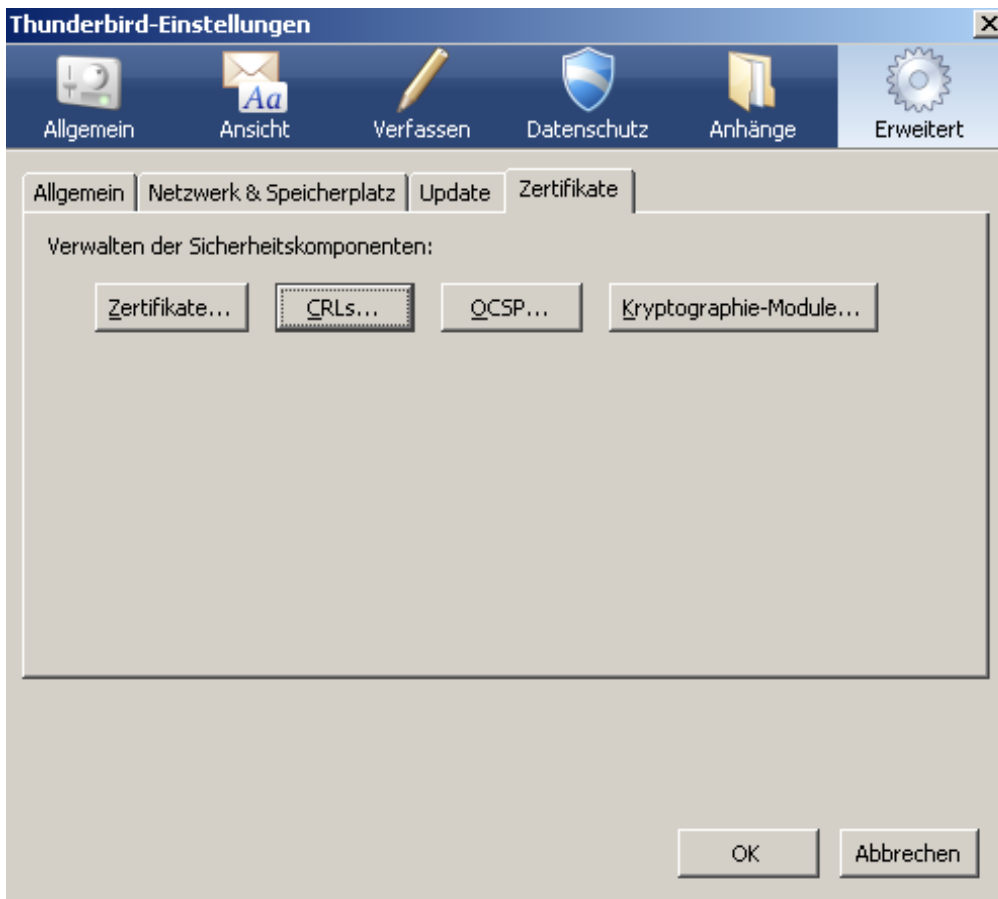 Thunderbird-Einstellungen
Allgemein Ansicht Verfassen Datenschutz Anhänge Erweitert
Allgemein Netzwerk & Speicherplatz Update Zertifikate
Verwalten der Sicherheitskomponenten:
Zertifikate... CRLs... OCSP... Kryptographie-Module...
OK Abbrechen